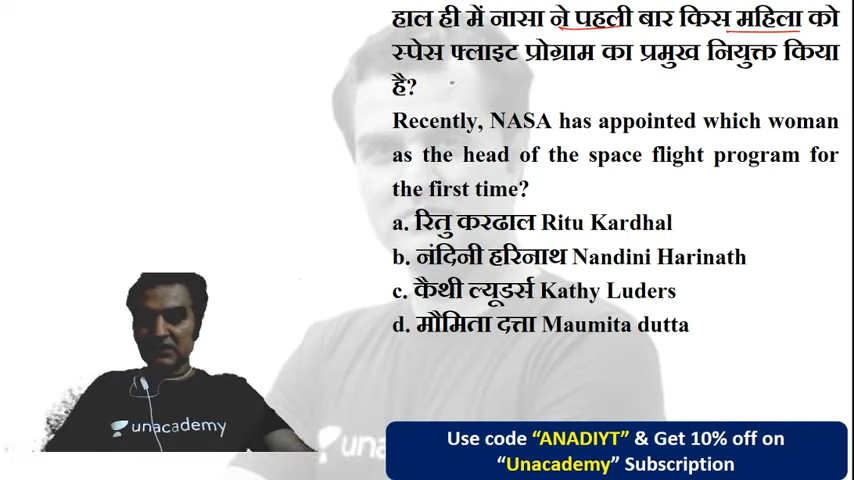 हाल ही में नासा ने पहली बार किस महिला को
स्पेस फ्लाइट प्रोग्राम का प्रमुख नियुक्त किया
है?
Recently, NASA has appointed which woman
as the head of the space flight program for
the first time?
a. रितु करढाल Ritu Kardhal
b. नंदिनी हरिनाथ Nandini Harinath
c. कैथी ल्यूडर्स Kathy Luders
d. मौमिता दत्ता Maumita dutta
unacademy
una
Use code “ANADIYT” & Get 10% off on
“Unacademy” Subscription